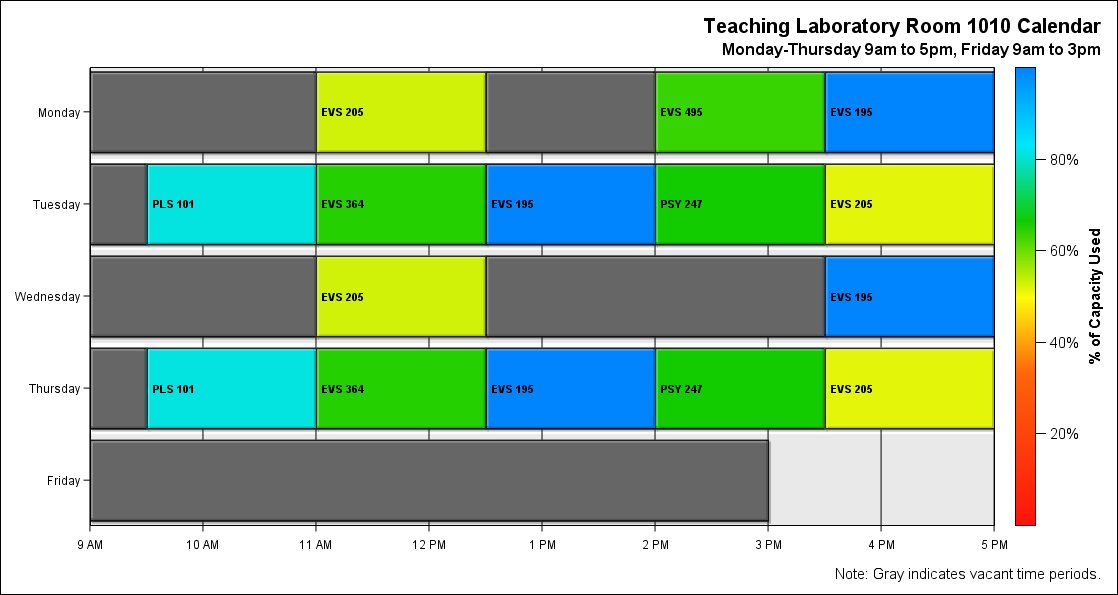 Teaching Laboratory Room 1010 Calendar
Monday-Thursday 9am to 5pm, Friday 9am to 3pm
Monday
EVS 205
EVS 495
EVS 195
Tuesday
PLS 101
EVS 364
EVS 195
PSY 247
EVS 205
Wednesday
EVS 205
EVS 195
Thursday
PLS 101
EVS 364
EVS 195
PSY 247
EVS 205
Friday
9 AM
10 AM
11 AM
12 PM
1 PM
2 PM
3 PM
4 PM
5 PM
80%
60%
40%
20%
% of Capacity Used
Note: Gray indicates vacant time periods.